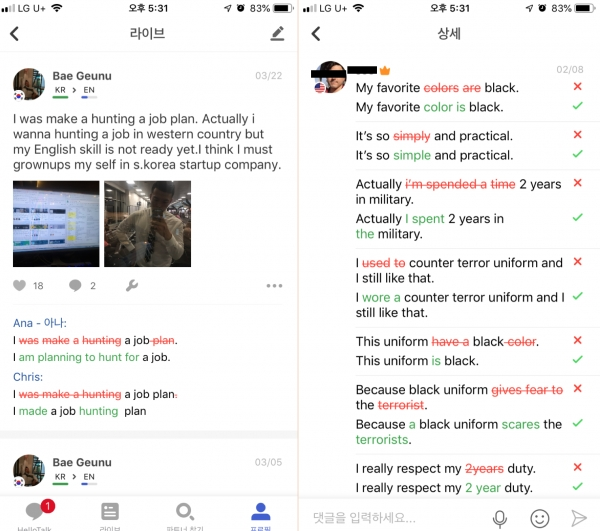 LG U+ 오후 5:31 83%
라이브
Bae Geunu 03/22
KR > EN
I was make a hunting a job plan. Actually i
wanna hunting a job in western country but
my English skill is not ready yet.I think I must
grownups my self in s.korea startup company.
18 2
Ana - 아나:
I was make a hunting a job plan.
I am planning to hunt for a job.
Chris:
I was make a hunting a job plan.
I made a job hunting plan
Bae Geunu 03/05
KR > EN
1
HelloTalk 라이브 파트너 찾기 프로필
LG U+ 오후 5:31 83%
상세
02/08
My favorite colors are black.
My favorite color is black.
It's so simply and practical.
It's so simple and practical.
Actually i'm spended a time 2 years
in military.
Actually I spent 2 years in
the military.
I used to counter terror uniform and
I still like that.
I wore a counter terror uniform and I
still like that.
This uniform have a black color.
This uniform is black.
Because black uniform gives fear to
the terrorist.
Because a black uniform scares the
terrorists.
I really respect my 2years duty.
I really respect my 2 year duty.
댓글을 입력하세요...